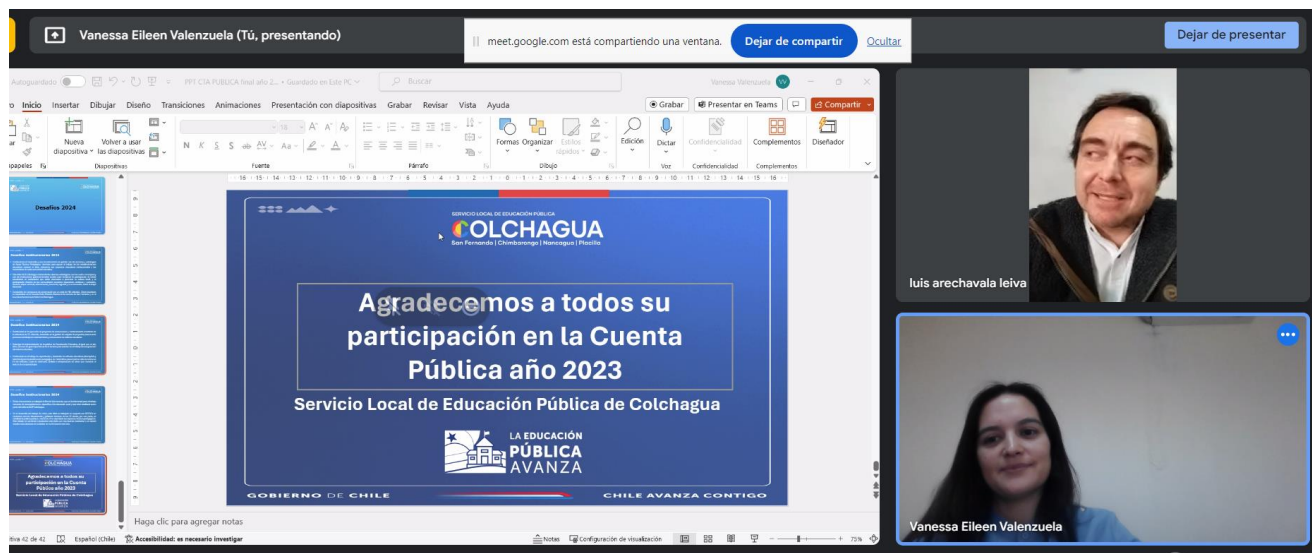 Vanessa Eileen Valenzuela (Tú, presentando)
meet.google.com está compartiendo una ventana.
Dejar de compartir
Ocultar
Dejar de presentar
Autoguardado
PPT CTA PUBLICA final año 2... • Guardado en Este PC
Buscar
Vanessa Valenzuela
VV
Inicio Insertar Dibujar Diseño Transiciones Animaciones Presentación con diapositivas Grabar Revisar Vista Ayuda
Grabar
Presentar en Teams
Compartir
Nueva diapositiva
Volver a usar las diapositivas
Formas Organizar Estilos rápidos
Edición
Dictar
Confidencialidad
Complementos
Diseñador
Diapositivas
Fuente
Párrafo
Dibujo
Voz
Confidencialidad
Complementos
Desafíos 2024
SERVICIO LOCAL DE EDUCACIÓN PÚBLICA
COLCHAGUA
San Fernando | Chimbarongo | Nancagua | Placilla
Agradecemos a todos su
participación en la Cuenta
Pública año 2023
Servicio Local de Educación Pública de Colchagua
LA EDUCACIÓN
PÚBLICA
AVANZA
GOBIERNO DE CHILE
CHILE AVANZA CONTIGO
Haga clic para agregar notas
42 de 42
Español (Chile)
Accesibilidad: es necesario investigar
Notas
Configuración de visualización
75%
luis arechavala leiva
Vanessa Eileen Valenzuela